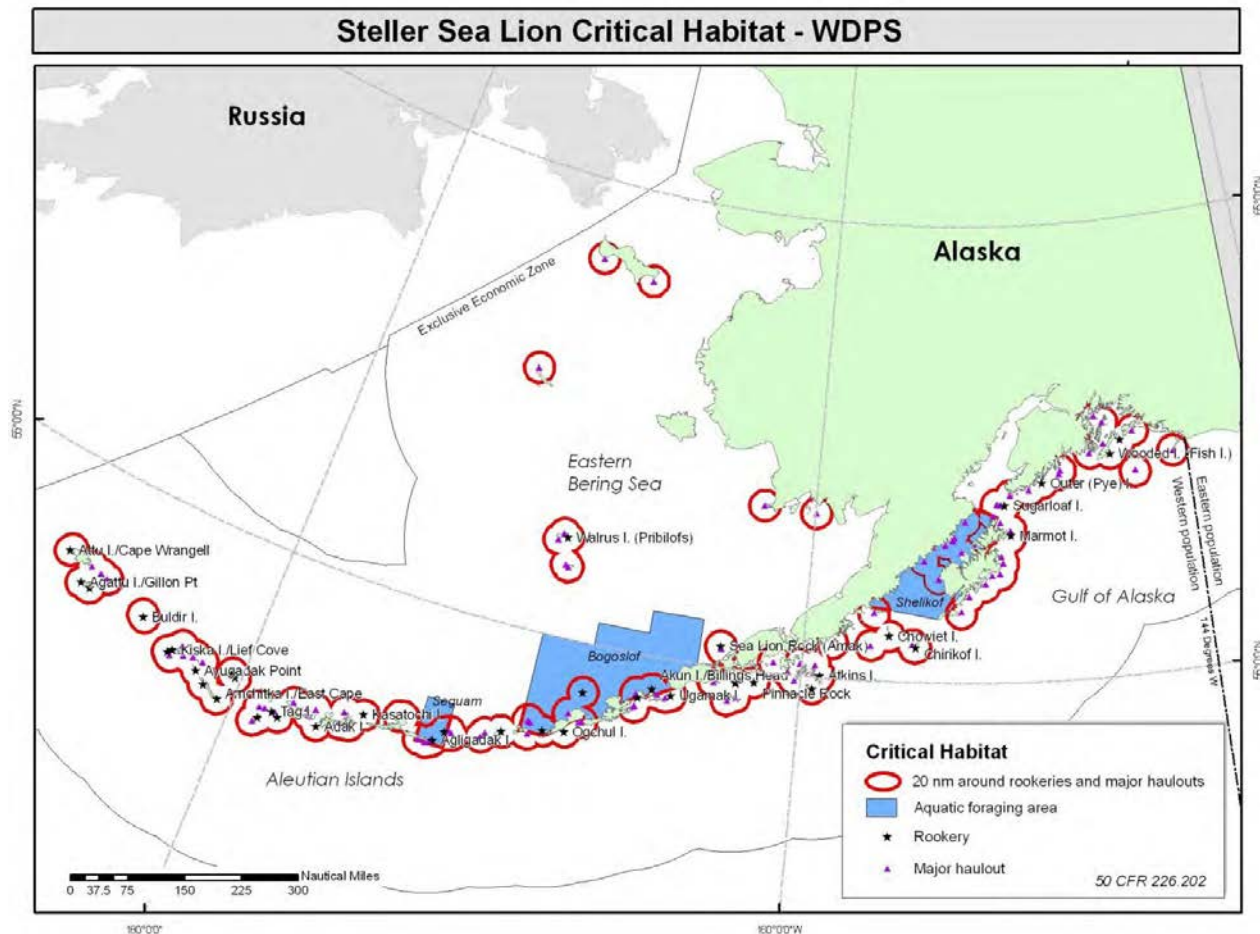 Steller Sea Lion Critical Habitat - WDPS
Russia
Alaska
Exclusive Economic Zone
Eastern
Bering Sea
Walrus I. (Pribilofs)
Wooded I. (Fish I.)
Outer (Pye) I.
Sugarloaf I.
Marmot I.
Eastern population
Western population
144 Degrees W
Gulf of Alaska
Shelikof
Chowiet I.
Chirikof I.
Attu I./Cape Wrangell
Agattu I./Gillon Pt
Buldir I.
Kiska I./Lief Cove
Ayugadak Point
Amchitka I./East Cape
Tag I.
Adak I.
Kasatochi I.
Seguam
Agligadak I.
Bogoslof
Ogchul I.
Sea Lion Rock (Amak)
Akun I./Billings Head
Ugamak I.
Pinnacle Rock
Atkins I.
Aleutian Islands
Critical Habitat
20 nm around rookeries and major haulouts
Aquatic foraging area
Rookery
Major haulout
50 CFR 226.202
Nautical Miles
0 37.5 75 150 225 300
55°0'0"N
180°0'0"
160°0'0"W